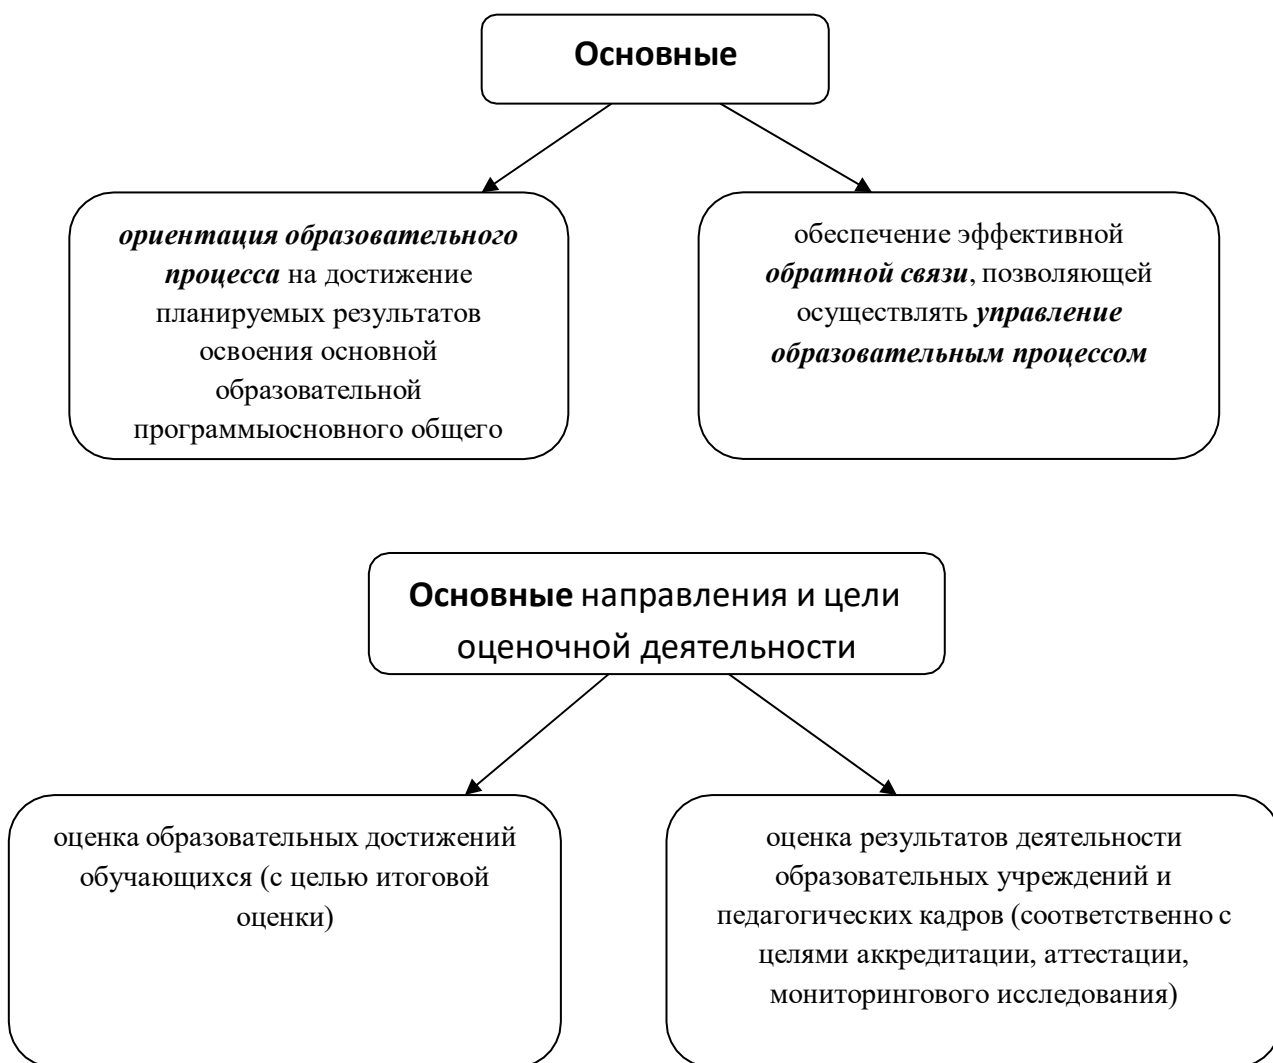 Основные
ориентация образовательного
процесса на достижение
планируемых результатов
освоения основной
образовательной
программыосновного общего
обеспечение эффективной
обратной связи, позволяющей
осуществлять управление
образовательным процессом
Основные направления и цели
оценочной деятельности
оценка образовательных достижений
обучающихся (с целью итоговой
оценки)
оценка результатов деятельности
образовательных учреждений и
педагогических кадров (соответственно с
целями аккредитации, аттестации,
мониторингового исследования)